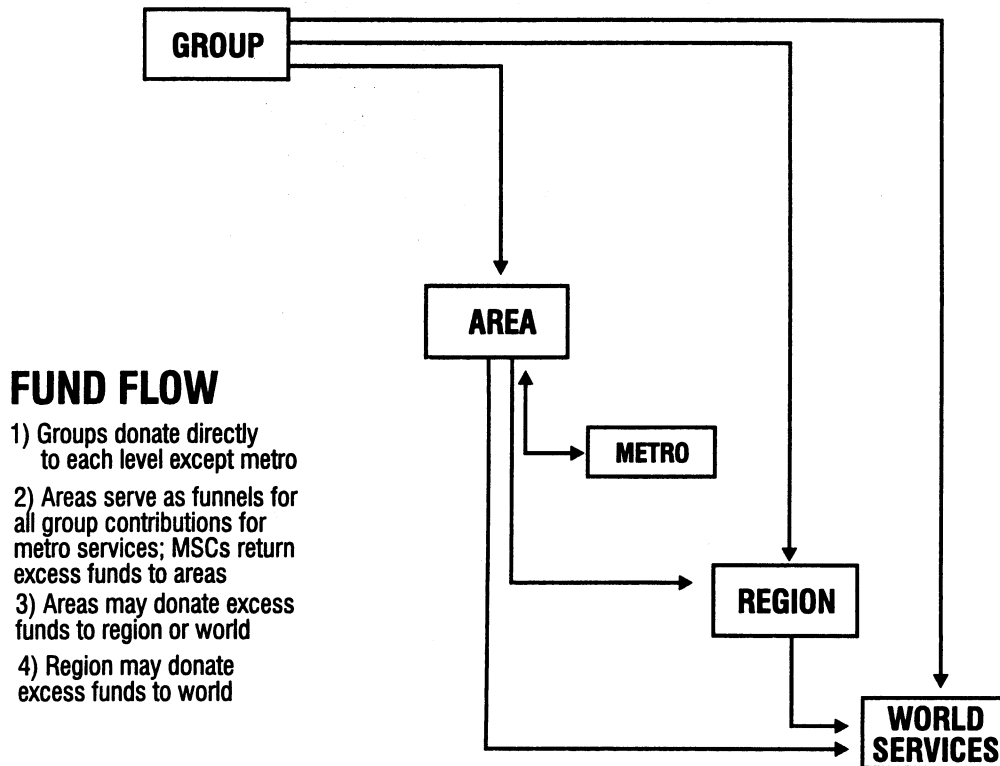 GROUP
AREA
FUND FLOW
1) Groups donate directly
to each level except metro
METRO
2) Areas serve as funnels for
all group contributions for
metro services; MSCs return
excess funds to areas
3) Areas may donate excess
funds to region or world
REGION
4) Region may donate
excess funds to world
WORLD
SERVICES